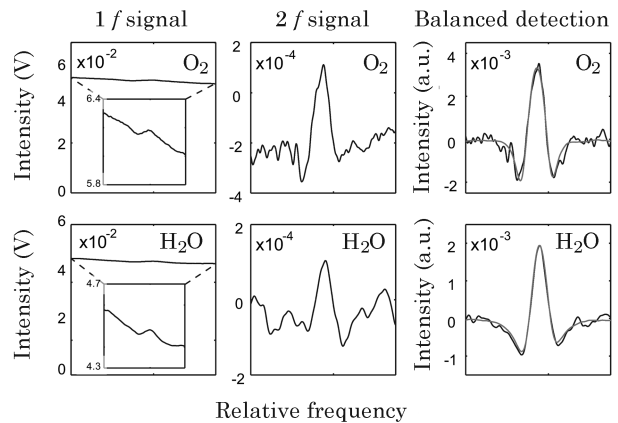 1 f signal
2 f signal
Balanced detection
Intensity (V)
6
4
2
0
x10-2
O2
6.4
5.8
2
0
-2
-4
x10-4
O2
Intensity (a.u.)
4
2
0
-2
x10-3
O2
Intensity (V)
6
4
2
0
x10-2
H2O
4.7
4.3
2
0
-2
x10-4
H2O
Intensity (a.u.)
2
1
0
-1
x10-3
H2O
Relative frequency